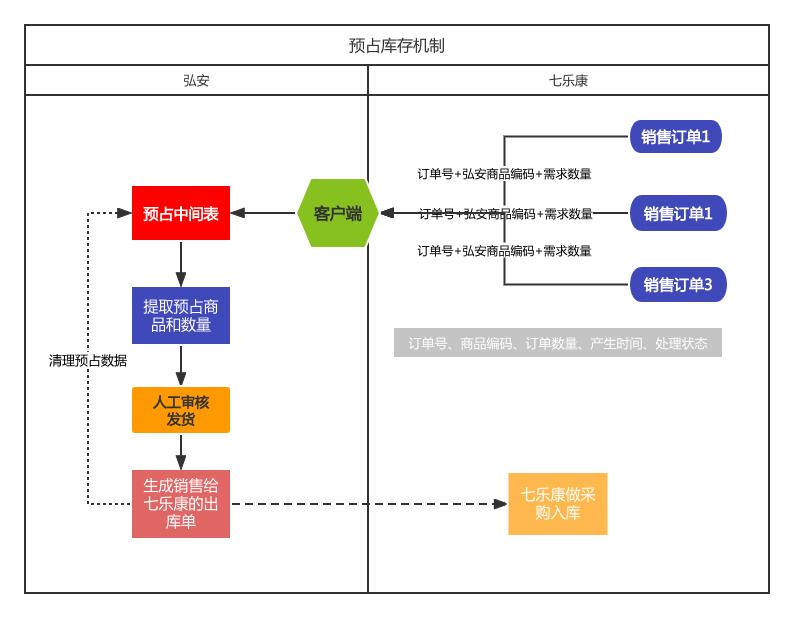 预占库存机制
弘安
七乐康
销售订单1
订单号+弘安商品编码+需求数量
预占中间表
客户端
订单号+弘安商品编码+需求数量
销售订单1
订单号+弘安商品编码+需求数量
销售订单3
提取预占商
品和数量
订单号、商品编码、订单数量、产生时间、处理状态
清理预占数据
人工审核
发货
生成销售给
七乐康的出
库单
七乐康做采
购入库